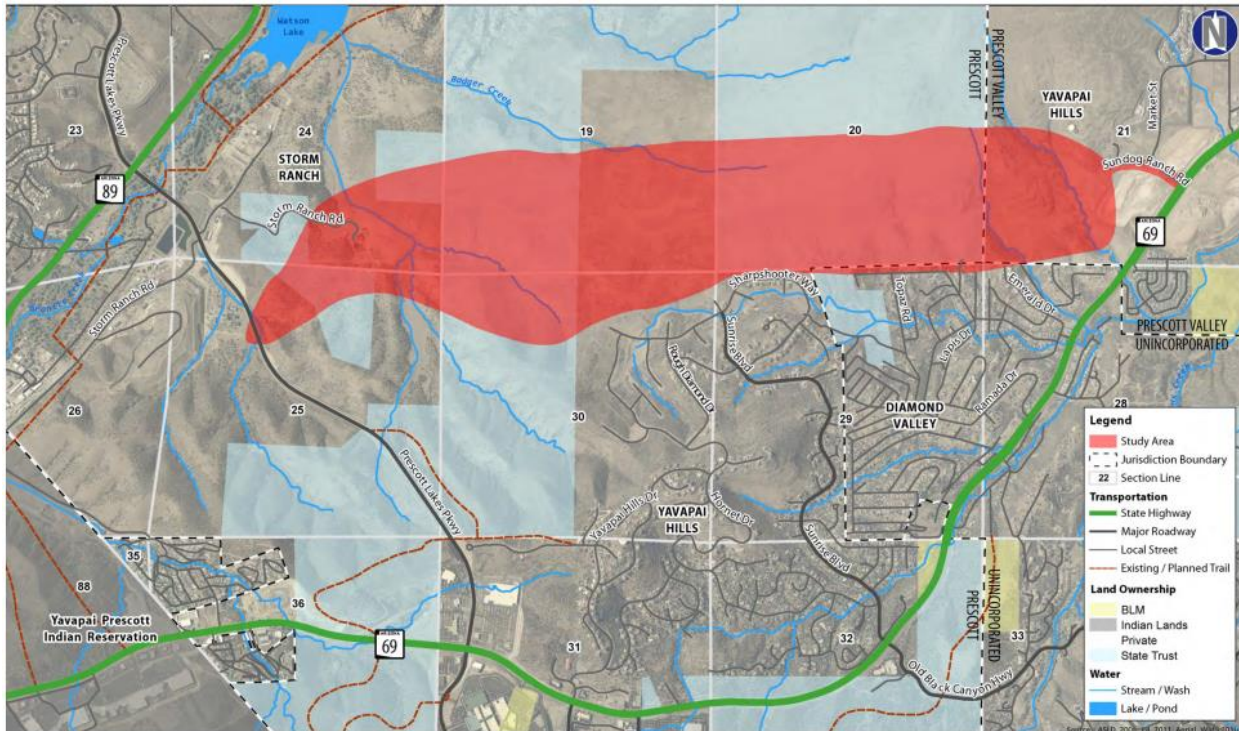 Watson
Lake
N
Prescott Lakes Pkwy
Badger Creek
PRESCOTT
PRESCOTT VALLEY
YAVAPAI
HILLS
Market St
23
24
19
20
21
STORM
RANCH
Sundog Ranch Rd
ARIZONA
89
Storm Ranch Rd
ARIZONA
69
Storm Ranch Rd
Sharpshooter Way
Topaz Rd
Emerald Dr
Sunrise Blvd
Lapis Dr
PRESCOTT VALLEY
UNINCORPORATED
Rough Diamond Dr
Ramada Dr
26
25
30
29
28
DIAMOND
VALLEY
Prescott Lakes Pkwy
Yavapai Hills Dr
YAVAPAI
HILLS
Hornet Dr
Sunrise Blvd
35
88
36
Yavapai Prescott
Indian Reservation
ARIZONA
69
31
32
33
PRESCOTT
UNINCORPORATED
Old Black Canyon Hwy
Legend
Study Area
Jurisdiction Boundary
22 Section Line
Transportation
State Highway
Major Roadway
Local Street
Existing / Planned Trail
Land Ownership
BLM
Indian Lands
Private
State Trust
Water
Stream / Wash
Lake / Pond